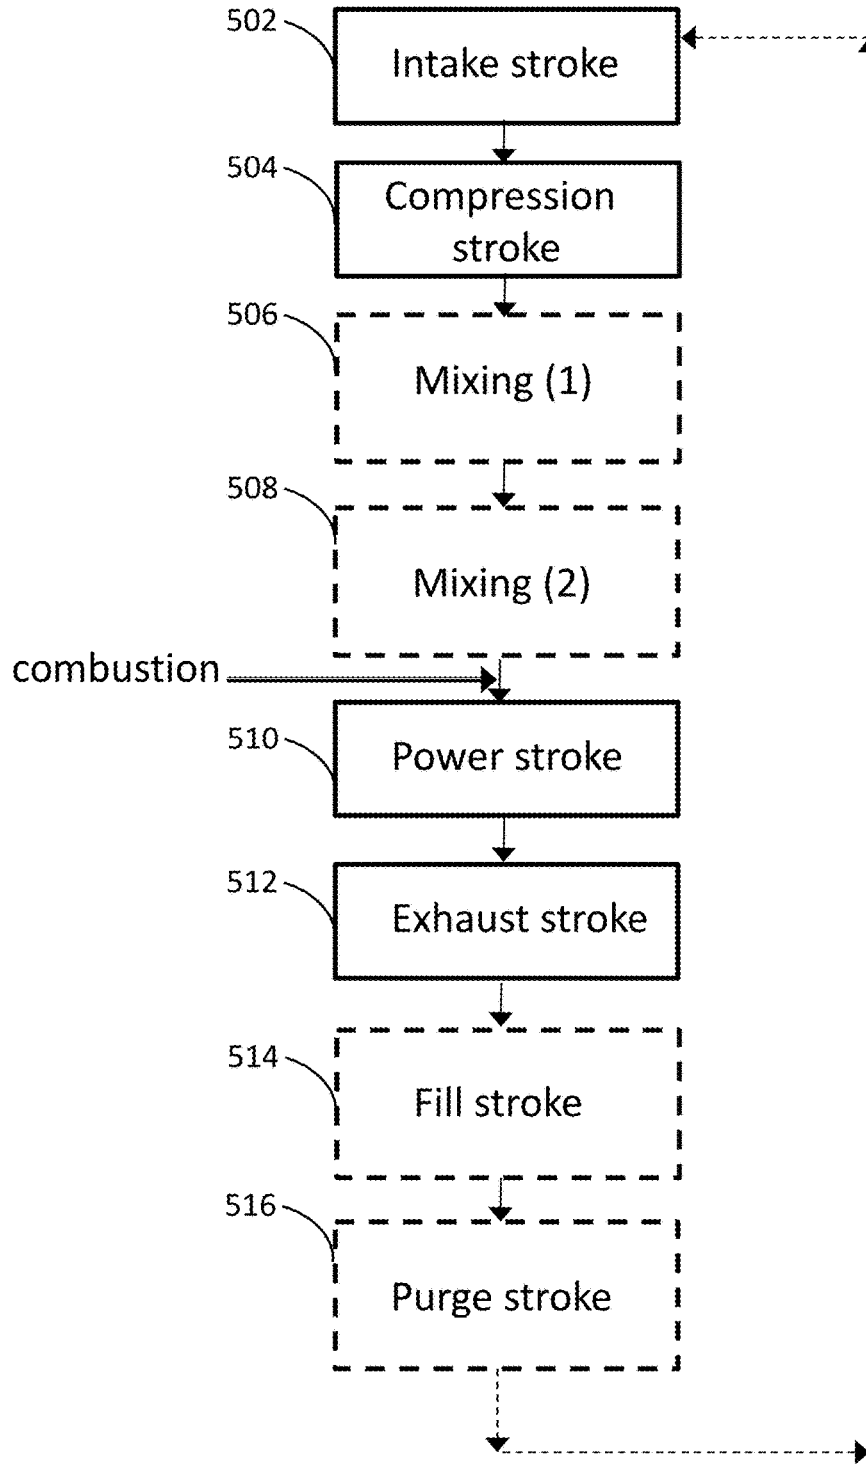 502
Intake stroke
504
Compression
stroke
506
Mixing (1)
508
Mixing (2)
combustion
510
Power stroke
512
Exhaust stroke
514
Fill stroke
516
Purge stroke